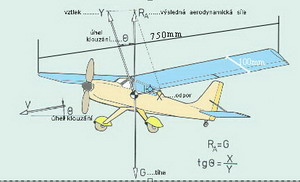 vztlek Y R_A výsledná aerodynamická síla
750mm
úhel klouzání θ
100mm
X odpor
V θ
úhel klouzání
R_A=G
tgθ=X/Y
G....tíha